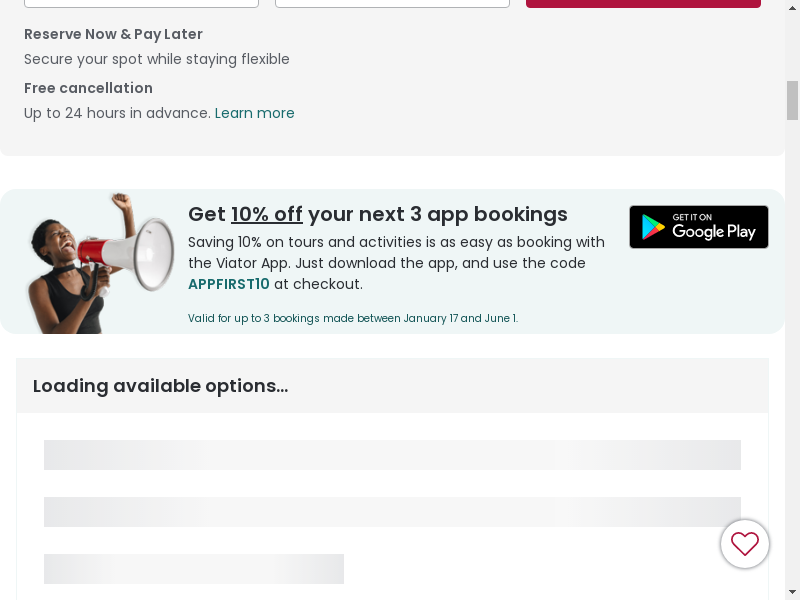 Reserve Now & Pay Later
Secure your spot while staying flexible
Free cancellation
Up to 24 hours in advance. Learn more
Get 10% off your next 3 app bookings
Saving 10% on tours and activities is as easy as booking with
the Viator App. Just download the app, and use the code
APPFIRST10 at checkout.
Valid for up to 3 bookings made between January 17 and June 1.
GET IT ON
Google Play
Loading available options...